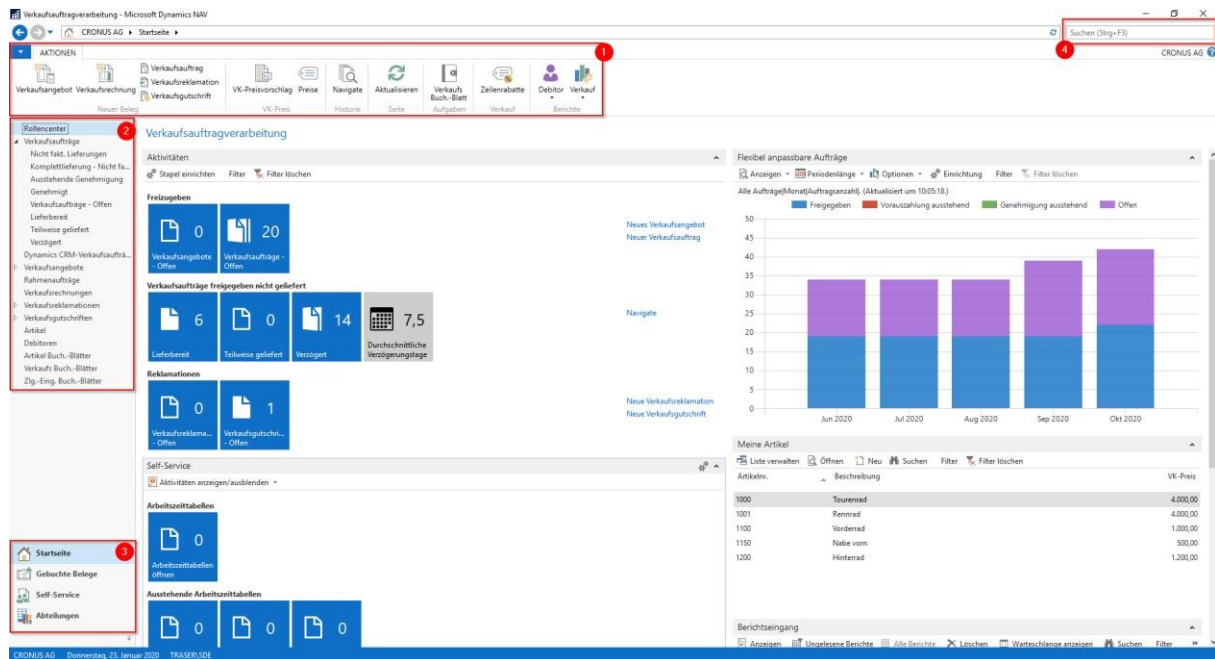 Verkaufsauftragverarbeitung - Microsoft Dynamics NAV
CRONUS AG Startseite
Suchen (Strg+F3)
4
AKTIONEN
1
CRONUS AG
Verkaufsangebot Verkaufsrechnung
Verkaufsauftrag
Verkaufsreklamation
Verkaufsgutschrift
Neuer Beleg
VK-Preisvorschlag Preise
VK-Preis
Navigate
Historie
Aktualisieren
Seite
Verkaufs
Buch.-Blatt
Aufgaben
Zeilenrabatte
Verkauf
Debitor Verkauf
Berichte
2
Rollencenter
Verkaufsaufträge
Nicht fakt. Lieferungen
Komplettlieferung - Nicht fa...
Ausstehende Genehmigung
Genehmigt
Verkaufsaufträge - Offen
Lieferbereit
Teilweise geliefert
Verzögert
Dynamics CRM-Verkaufsaufträ...
Verkaufsangebote
Rahmenaufträge
Verkaufsrechnungen
Verkaufsreklamationen
Verkaufsgutschriften
Artikel
Debitoren
Artikel Buch.-Blätter
Verkaufs Buch.-Blätter
Zlg.-Eing. Buch.-Blätter
3
Startseite
Gebuchte Belege
Self-Service
Abteilungen
Verkaufsauftragverarbeitung
Aktivitäten
Stapel einrichten Filter Filter löschen
Freizugeben
0
Verkaufsangebote
- Offen
20
Verkaufsaufträge -
Offen
Neues Verkaufsangebot
Neuer Verkaufsauftrag
Verkaufsaufträge freigegeben nicht geliefert
6
Lieferbereit
0
Teilweise geliefert
14
Verzögert
7,5
Durchschnittliche
Verzögerungstage
Navigate
Reklamationen
0
Verkaufsreklama...
- Offen
1
Verkaufsgutschri...
- Offen
Neue Verkaufsreklamation
Neue Verkaufsgutschrift
Self-Service
Aktivitäten anzeigen/ausblenden
Arbeitszeittabellen
0
Arbeitszeittabellen
öffnen
Ausstehende Arbeitszeittabellen
0 0 0
Flexibel anpassbare Aufträge
Anzeigen Periodenlänge Optionen Einrichtung Filter Filter löschen
Alle Aufträge|Monat|Auftragsanzahl|. (Aktualisiert um 10:05:18.)
Freigegeben Vorauszahlung ausstehend Genehmigung ausstehend Offen
50
45
40
35
30
25
20
15
10
5
0
Jun 2020 Jul 2020 Aug 2020 Sep 2020 Okt 2020
Meine Artikel
Liste verwalten Öffnen Neu Suchen Filter Filter löschen
Artikelnr. Beschreibung VK-Preis
1000 Tourenrad 4.000,00
1001 Rennrad 4.000,00
1100 Vorderrad 1.000,00
1150 Nabe vorn 500,00
1200 Hinterrad 1.200,00
Berichtseingang
Anzeigen Ungelesene Berichte Alle Berichte Löschen Warteschlange anzeigen Suchen Filter
CRONUS AG Donnerstag, 23. Januar 2020 TRASER\SDE